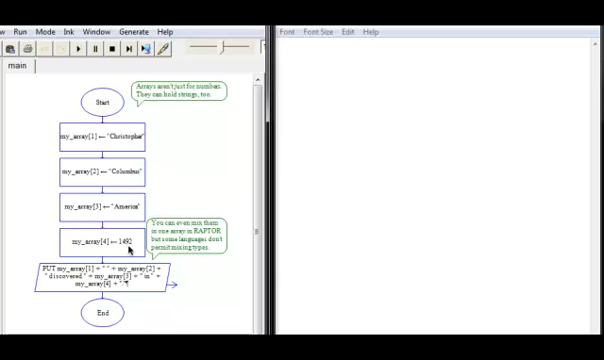 w Run Mode Ink Window Generate Help
Font Font Size Edit Help
main
Start
Arrays aren't just for numbers.
They can hold strings, too.
my_array[1] ← "Christopher"
my_array[2] ← "Columbus"
my_array[3] ← "America"
my_array[4] ← 1492
You can even mix them
in one array in RAPTOR
but some languages don't
permit mixing types.
PUT my_array[1] + " " + my_array[2] +
" discovered " + my_array[3] + " in " +
my_array[4] + "."¶
End